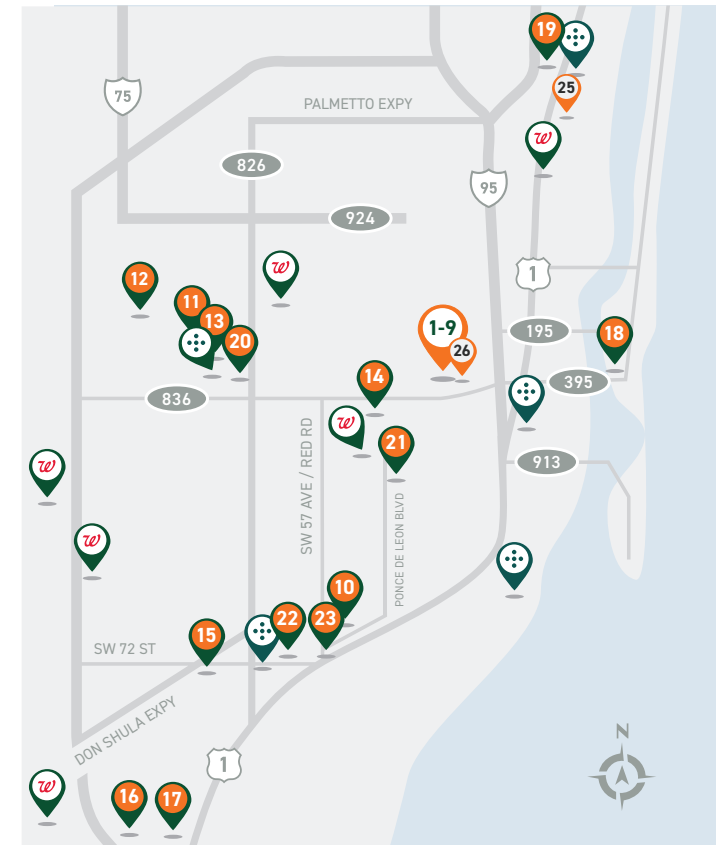 19
25
75
PALMETTO EXPY
w
826
95
924
w
1
12
11
13
20
1-9
26
195
18
14
395
836
w
21
913
w
SW 57 AVE / RED RD
PONCE DE LEON BLVD
w
10
15
22
23
SW 72 ST
DON SHULA EXPY
1
N
w
16
17